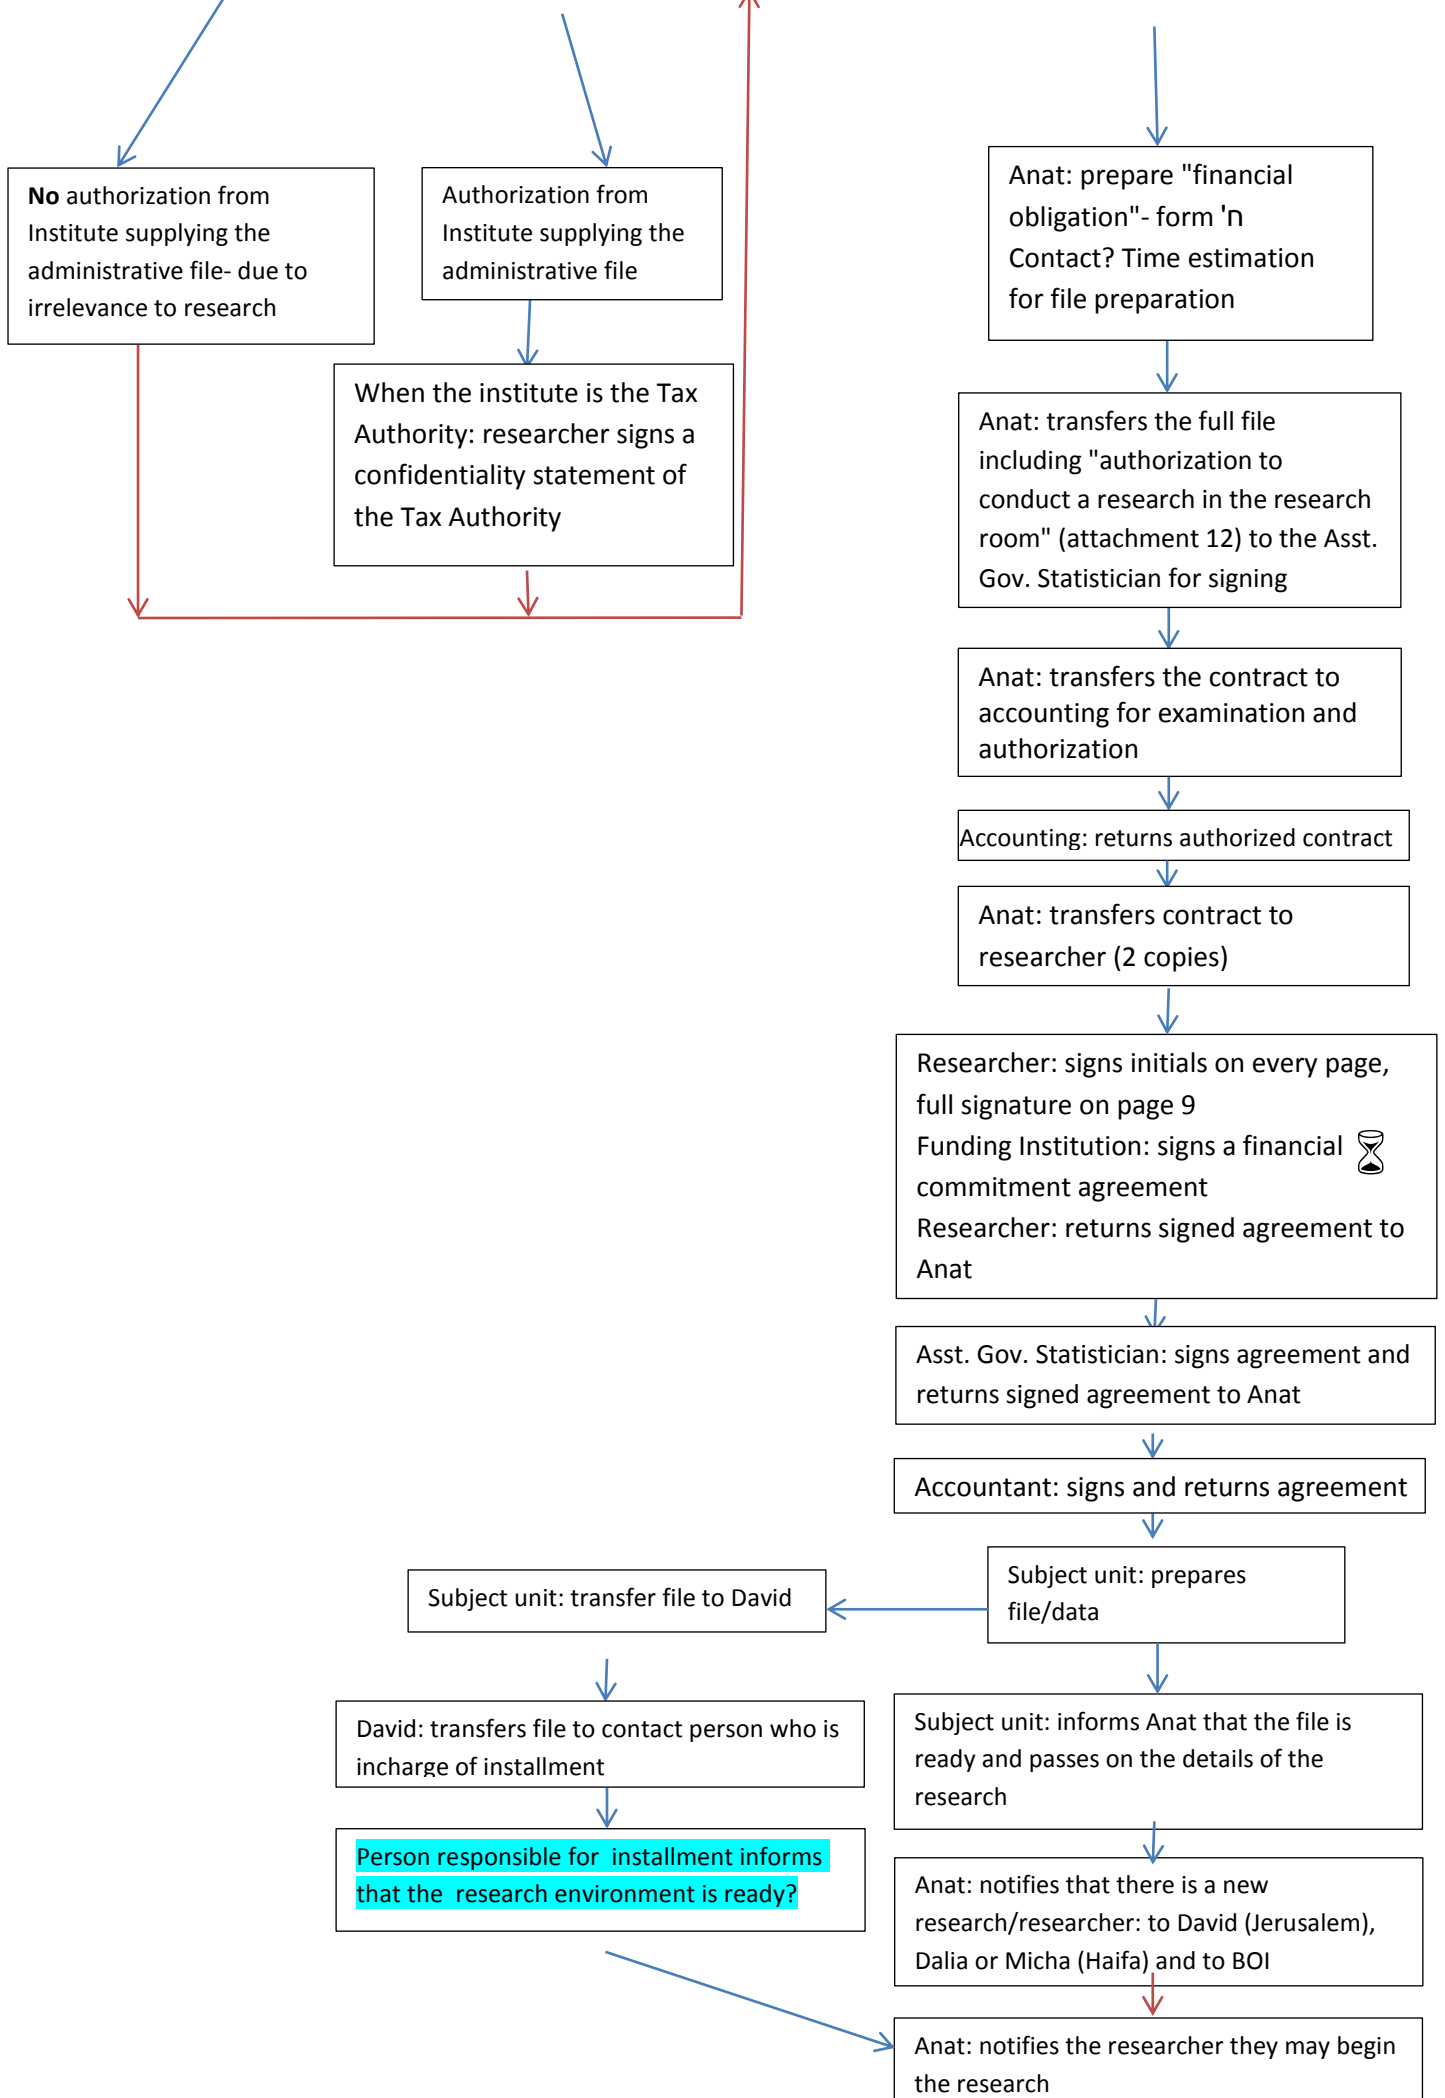 No authorization from
Institute supplying the
administrative file- due to
irrelevance to research
Authorization from
Institute supplying the
administrative file
When the institute is the Tax
Authority: researcher signs a
confidentiality statement of
the Tax Authority
Anat: prepare "financial
obligation"- form 'ח
Contact? Time estimation
for file preparation
Anat: transfers the full file
including "authorization to
conduct a research in the research
room" (attachment 12) to the Asst.
Gov. Statistician for signing
Anat: transfers the contract to
accounting for examination and
authorization
Accounting: returns authorized contract
Anat: transfers contract to
researcher (2 copies)
Researcher: signs initials on every page,
full signature on page 9
Funding Institution: signs a financial
commitment agreement
Researcher: returns signed agreement to
Anat
Asst. Gov. Statistician: signs agreement and
returns signed agreement to Anat
Accountant: signs and returns agreement
Subject unit: prepares
file/data
Subject unit: transfer file to David
David: transfers file to contact person who is
incharge of installment
Person responsible for installment informs
that the research environment is ready?
Subject unit: informs Anat that the file is
ready and passes on the details of the
research
Anat: notifies that there is a new
research/researcher: to David (Jerusalem),
Dalia or Micha (Haifa) and to BOI
Anat: notifies the researcher they may begin
the research